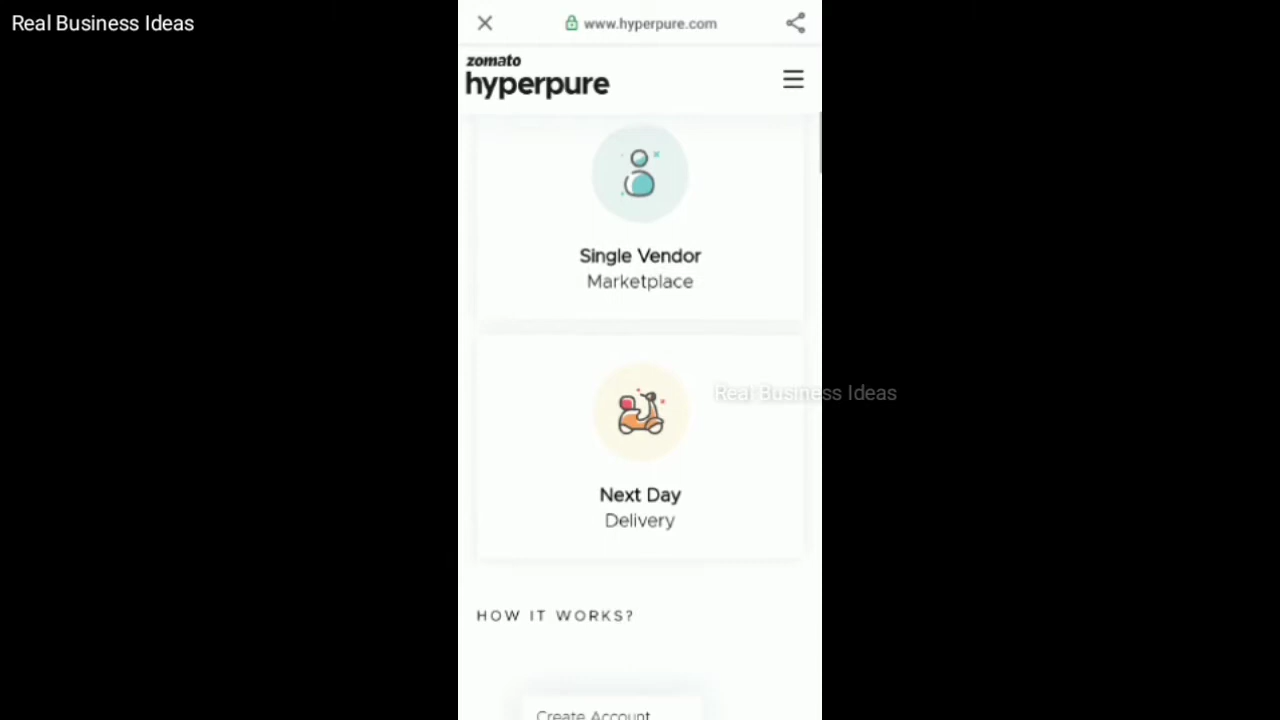 Real Business Ideas
www.hyperpure.com
zomato
hyperpure
Single Vendor
Marketplace
Real Business Ideas
Next Day
Delivery
HOW IT WORKS?
Create Account